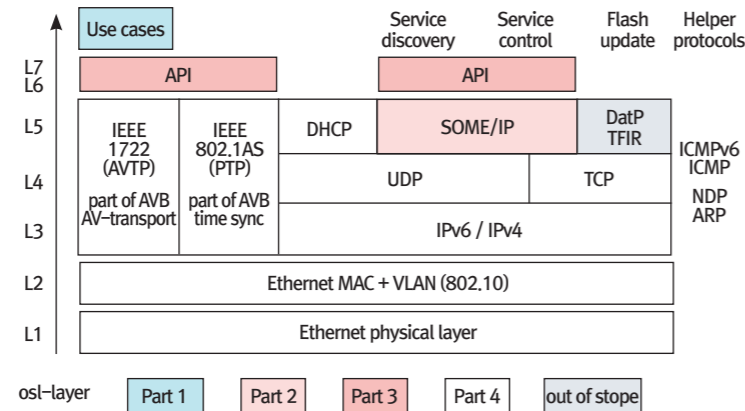 Use cases
Service
discovery
Service
control
Flash
update
Helper
protocols
L7
L6
API
API
L5
IEEE
1722
(AVTP)
part of AVB
AV-transport
IEEE
802.1AS
(PTP)
part of AVB
time sync
DHCP
SOME/IP
DatP
TFIR
ICMPv6
ICMP
NDP
ARP
L4
UDP
TCP
L3
IPv6 / IPv4
L2
Ethernet MAC + VLAN (802.10)
L1
Ethernet physical layer
osl-layer
Part 1
Part 2
Part 3
Part 4
out of stope